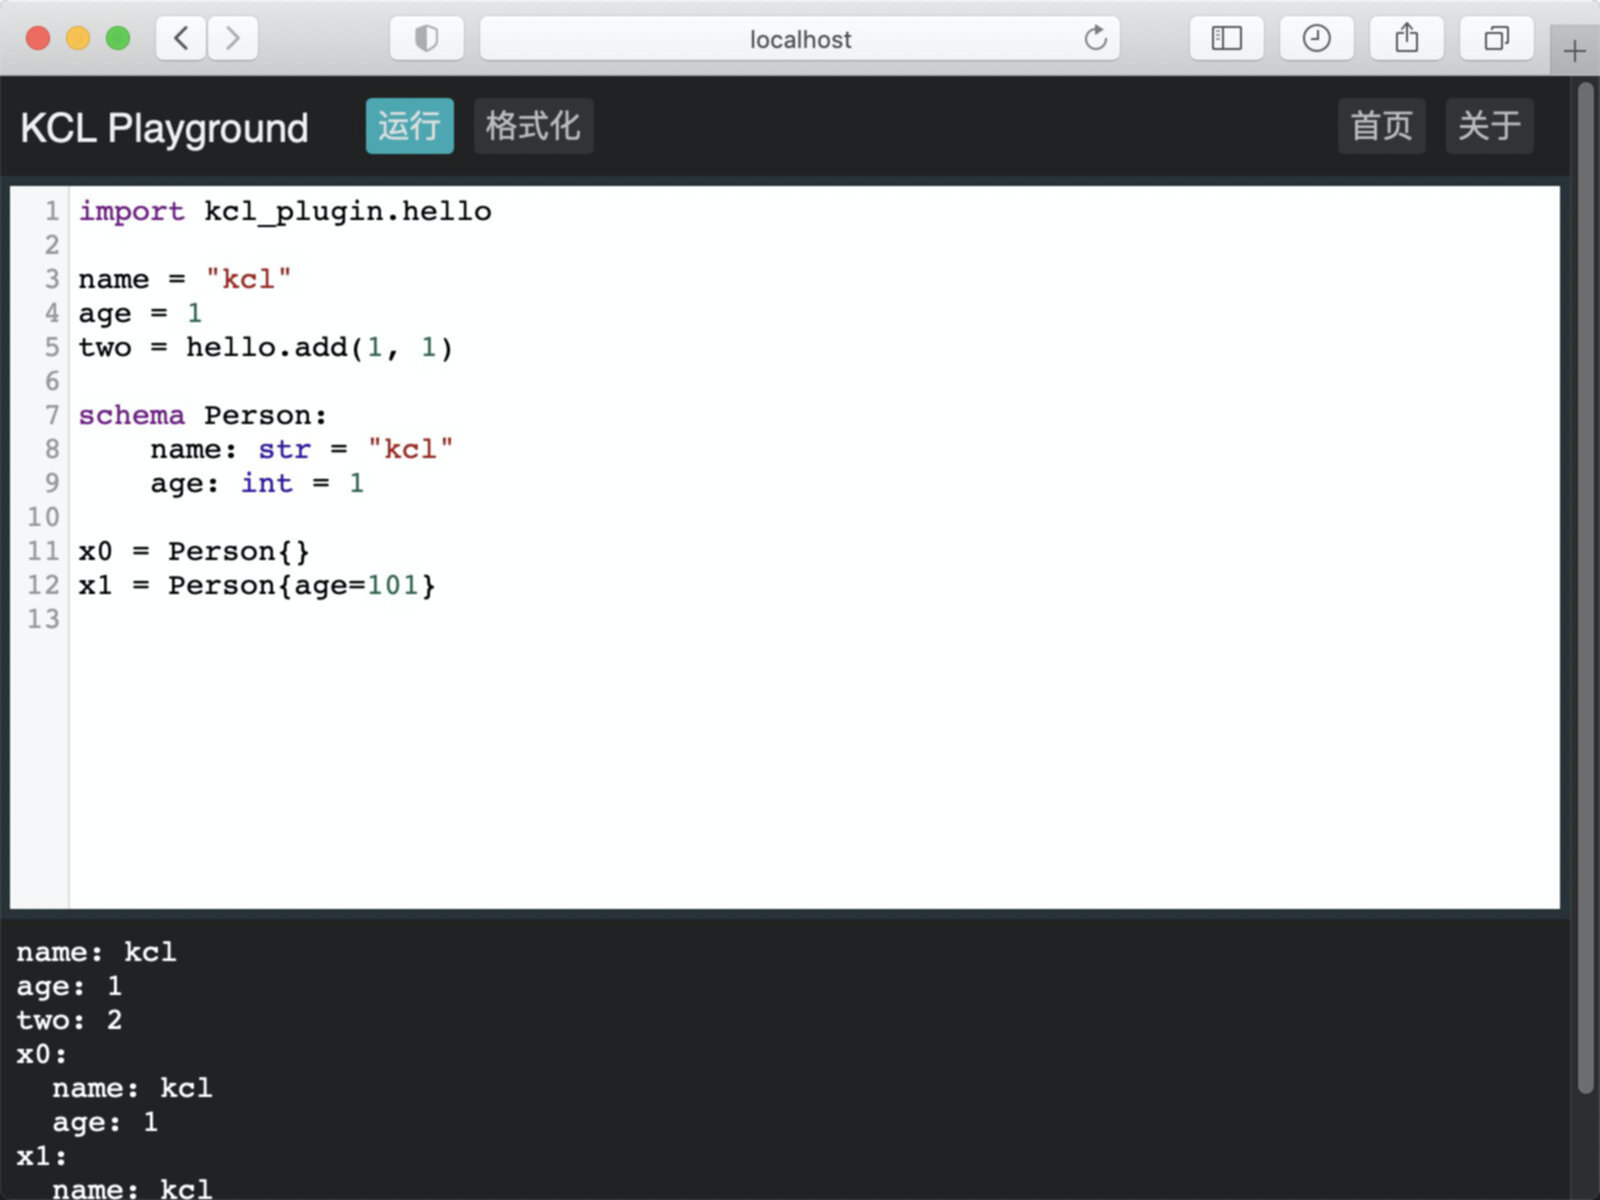 localhost
KCL Playground 运行 格式化 首页 关于
1 import kcl_plugin.hello
2
3 name = "kcl"
4 age = 1
5 two = hello.add(1, 1)
6
7 schema Person:
8     name: str = "kcl"
9     age: int = 1
10
11 x0 = Person{}
12 x1 = Person{age=101}
13
name: kcl
age: 1
two: 2
x0:
  name: kcl
  age: 1
x1:
  name: kcl